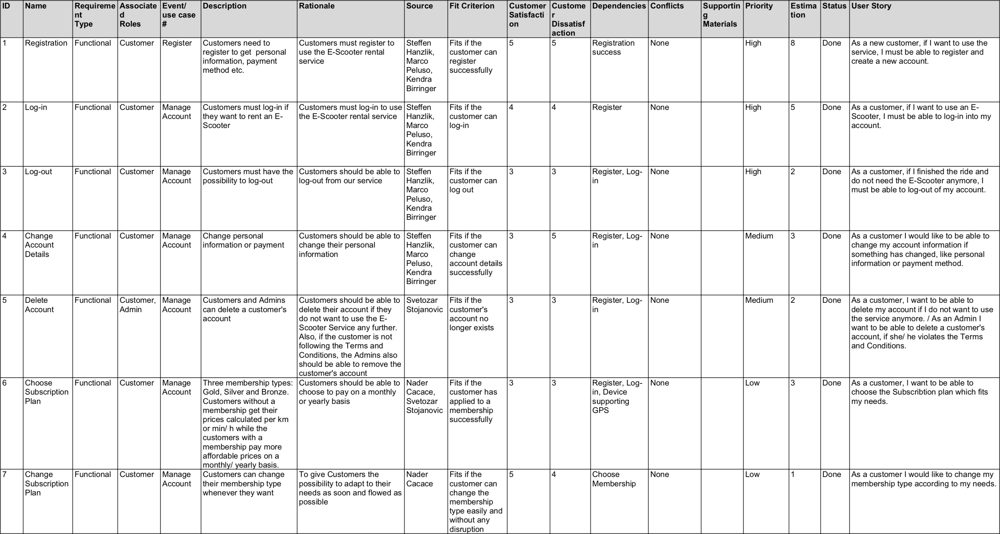 ID
Name
Requireme
nt
Type
Associate
d
Roles
Event/
use case
#
Description
Rationale
Source
Fit Criterion
Customer
Satisfacti
on
Custome
r
Dissatisf
action
Dependencies
Conflicts
Supportin
g
Materials
Priority
Estima
tion
Status
User Story
1
Registration
Functional
Customer
Register
Customers need to
register to get  personal
information, payment
method etc.
Customers must register to
use the E-Scooter rental
service
Steffen
Hanzlik,
Marco
Peluso,
Kendra
Birringer
Fits if the
customer can
register
successfully
5
5
Registration
success
None
High
8
Done
As a new customer, if I want to use the
service, I must be able to register and
create a new account.
2
Log-in
Functional
Customer
Manage
Account
Customers must log-in if
they want to rent an E-
Scooter
Customers must log-in to use
the E-Scooter rental service
Steffen
Hanzlik,
Marco
Peluso,
Kendra
Birringer
Fits if the
customer can
log-in
4
4
Register
None
High
5
Done
As a customer, if I want to use an E-
Scooter, I must be able to log-in into my
account.
3
Log-out
Functional
Customer
Manage
Account
Customers must have the
possibility to log-out
Customers should be able to
log-out from our service
Steffen
Hanzlik,
Marco
Peluso,
Kendra
Birringer
Fits if the
customer can
log out
3
3
Register, Log-
in
None
High
2
Done
As a customer, if I finished the ride and
do not need the E-Scooter anymore, I
must be able to log-out of my account.
4
Change
Account
Details
Functional
Customer
Manage
Account
Change personal
information or payment
Customers should be able to
change their personal
information
Steffen
Hanzlik,
Marco
Peluso,
Kendra
Birringer
Fits if the
customer can
change
account details
successfully
3
5
Register, Log-
in
None
Medium
3
Done
As a customer I would like to be able to
change my account information if
something has changed, like personal
information or payment method.
5
Delete
Account
Functional
Customer,
Admin
Manage
Account
Customers and Admins
can delete a customer's
account
Customers should be able to
delete their account if they
do not want to use the E-
Scooter Service any further.
Also, if the customer is not
following the Terms and
Conditions, the Admins also
should be able to remove the
customer's account
Svetozar
Stojanovic
Fits if the
customer's
account no
longer exists
3
3
Register, Log-
in
None
Medium
2
Done
As a customer, I want to be able to
delete my account if I do not want to use
the service anymore. / As an Admin I
want to be able to delete a customer's
account, if she/ he violates the Terms
and Conditions.
6
Choose
Subscription
Plan
Functional
Customer
Manage
Account
Three membership types:
Gold, Silver and Bronze.
Customers without a
membership get their
prices calculated per km
or min/ h while the
customers with a
membership pay more
affordable prices on a
monthly/ yearly basis.
Customers should be able to
choose to pay on a monthly
or yearly basis
Nader
Cacace,
Svetozar
Stojanovic
Fits if the
customer has
applied to a
membership
successfully
3
3
Register, Log-
in, Device
supporting
GPS
None
Low
3
Done
As a customer, I want to be able to
choose the Subscribtion plan which fits
my needs.
7
Change
Subscription
Plan
Functional
Customer
Manage
Account
Customers can change
their membership type
whenever they want
To give Customers the
possibility to adapt to their
needs as soon and flowed as
possible
Nader
Cacace
Fits if the
customer can
change the
membership
type easily and
without any
disruption
5
4
Choose
Membership
None
Low
1
Done
As a customer I would like to change my
membership type according to my needs.